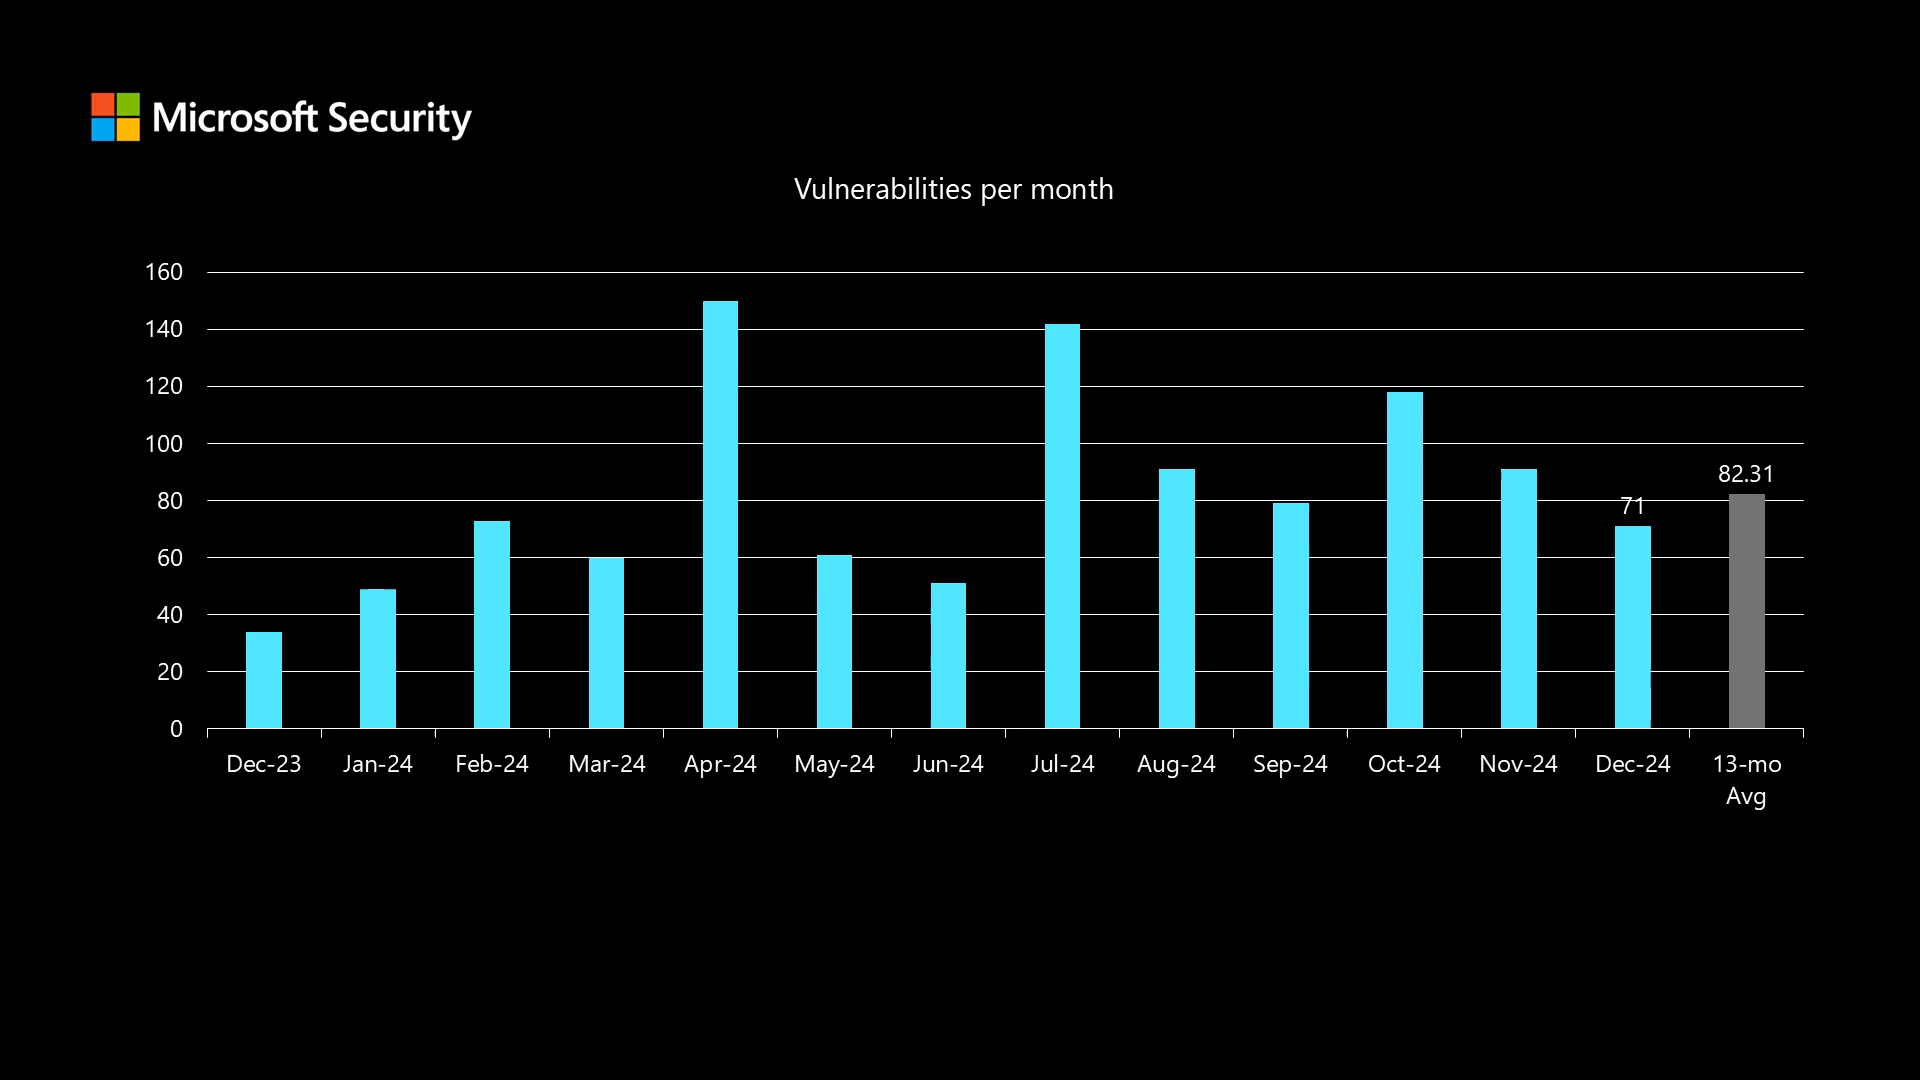 Microsoft Security
Vulnerabilities per month
160
140
120
100
80
60
40
20
0
82.31
71
Dec-23 Jan-24 Feb-24 Mar-24 Apr-24 May-24 Jun-24 Jul-24 Aug-24 Sep-24 Oct-24 Nov-24 Dec-24 13-mo
Avg